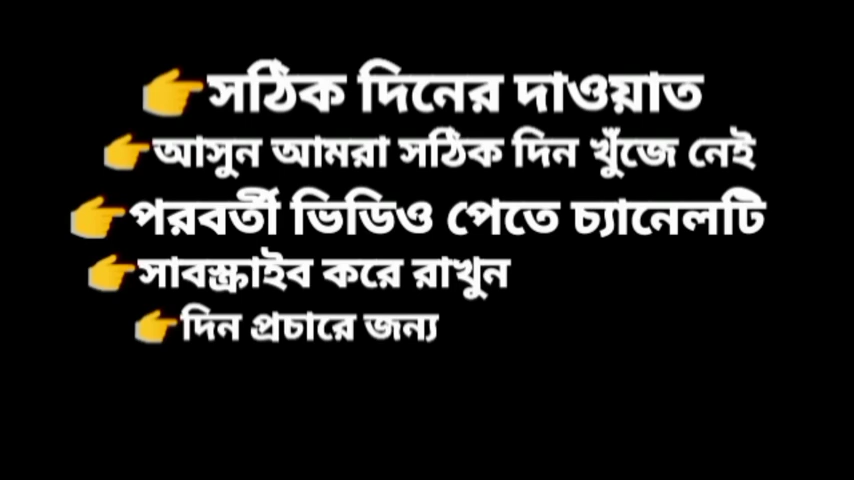 👉সঠিক দিনের দাওয়াত
👉আসুন আমরা সঠিক দিন খুঁজে নেই
👉পরবর্তী ভিডিও পেতে চ্যানেলটি
👉সাবস্ক্রাইব করে রাখুন
👉দিন প্রচারে জন্য